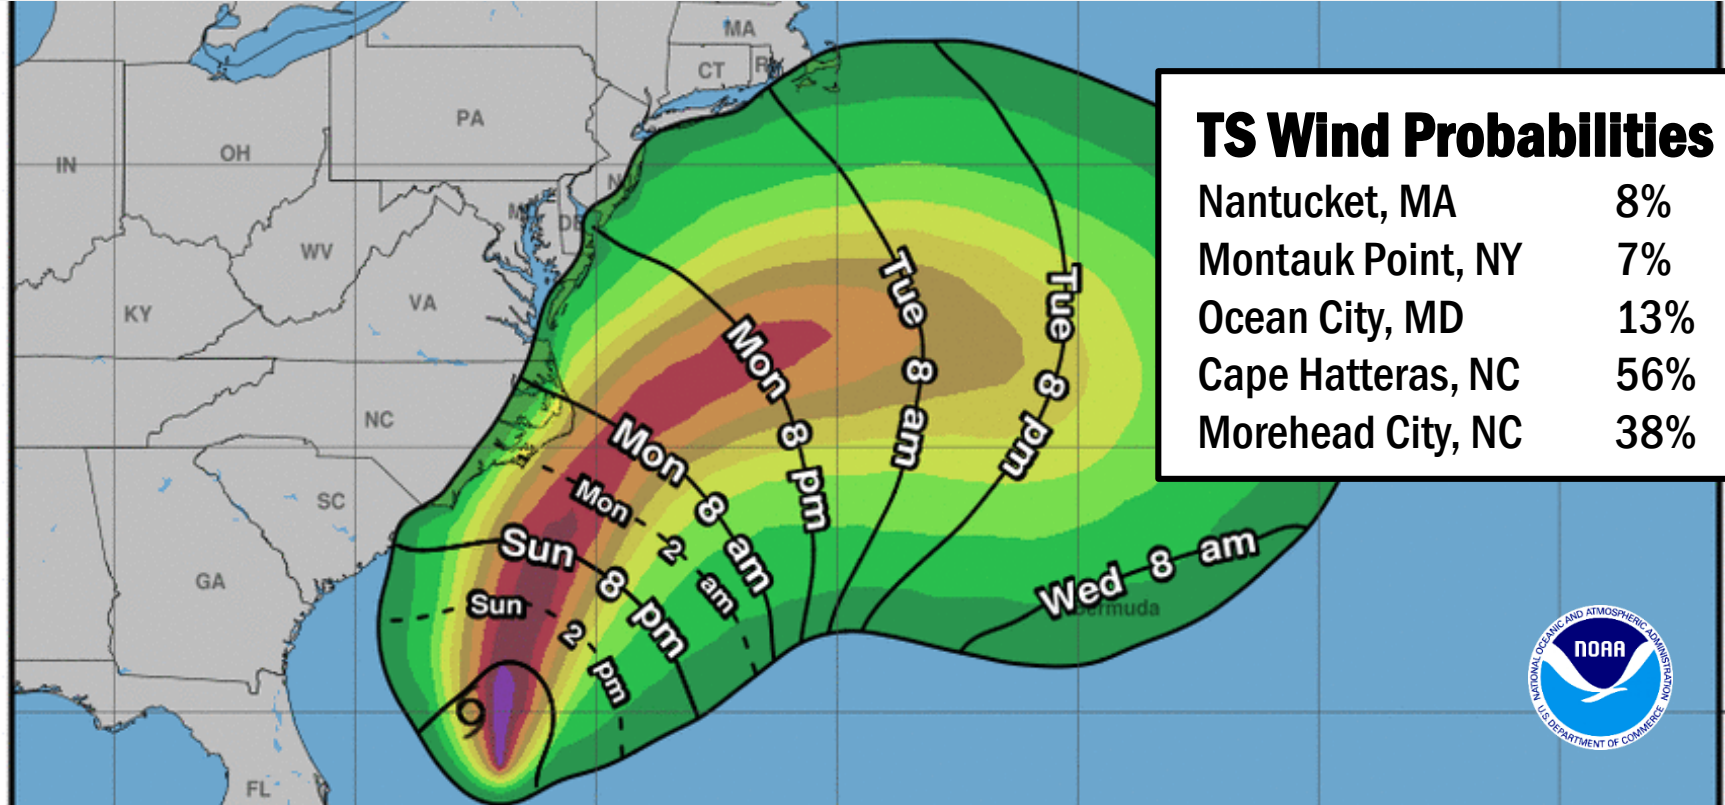 TS Wind Probabilities
Nantucket, MA 8%
Montauk Point, NY 7%
Ocean City, MD 13%
Cape Hatteras, NC 56%
Morehead City, NC 38%
MA
CT
PA
OH
IN
DE
WV
VA
KY
NC
SC
GA
FL
Tue 8 am
Tue 8 pm
Mon 8 pm
Mon 8 am
Mon 2 am
Sun 8 pm
Sun 2 pm
Wed 8 am
Bermuda
NATIONAL OCEANIC AND ATMOSPHERIC ADMINISTRATION
NOAA
U.S. DEPARTMENT OF COMMERCE